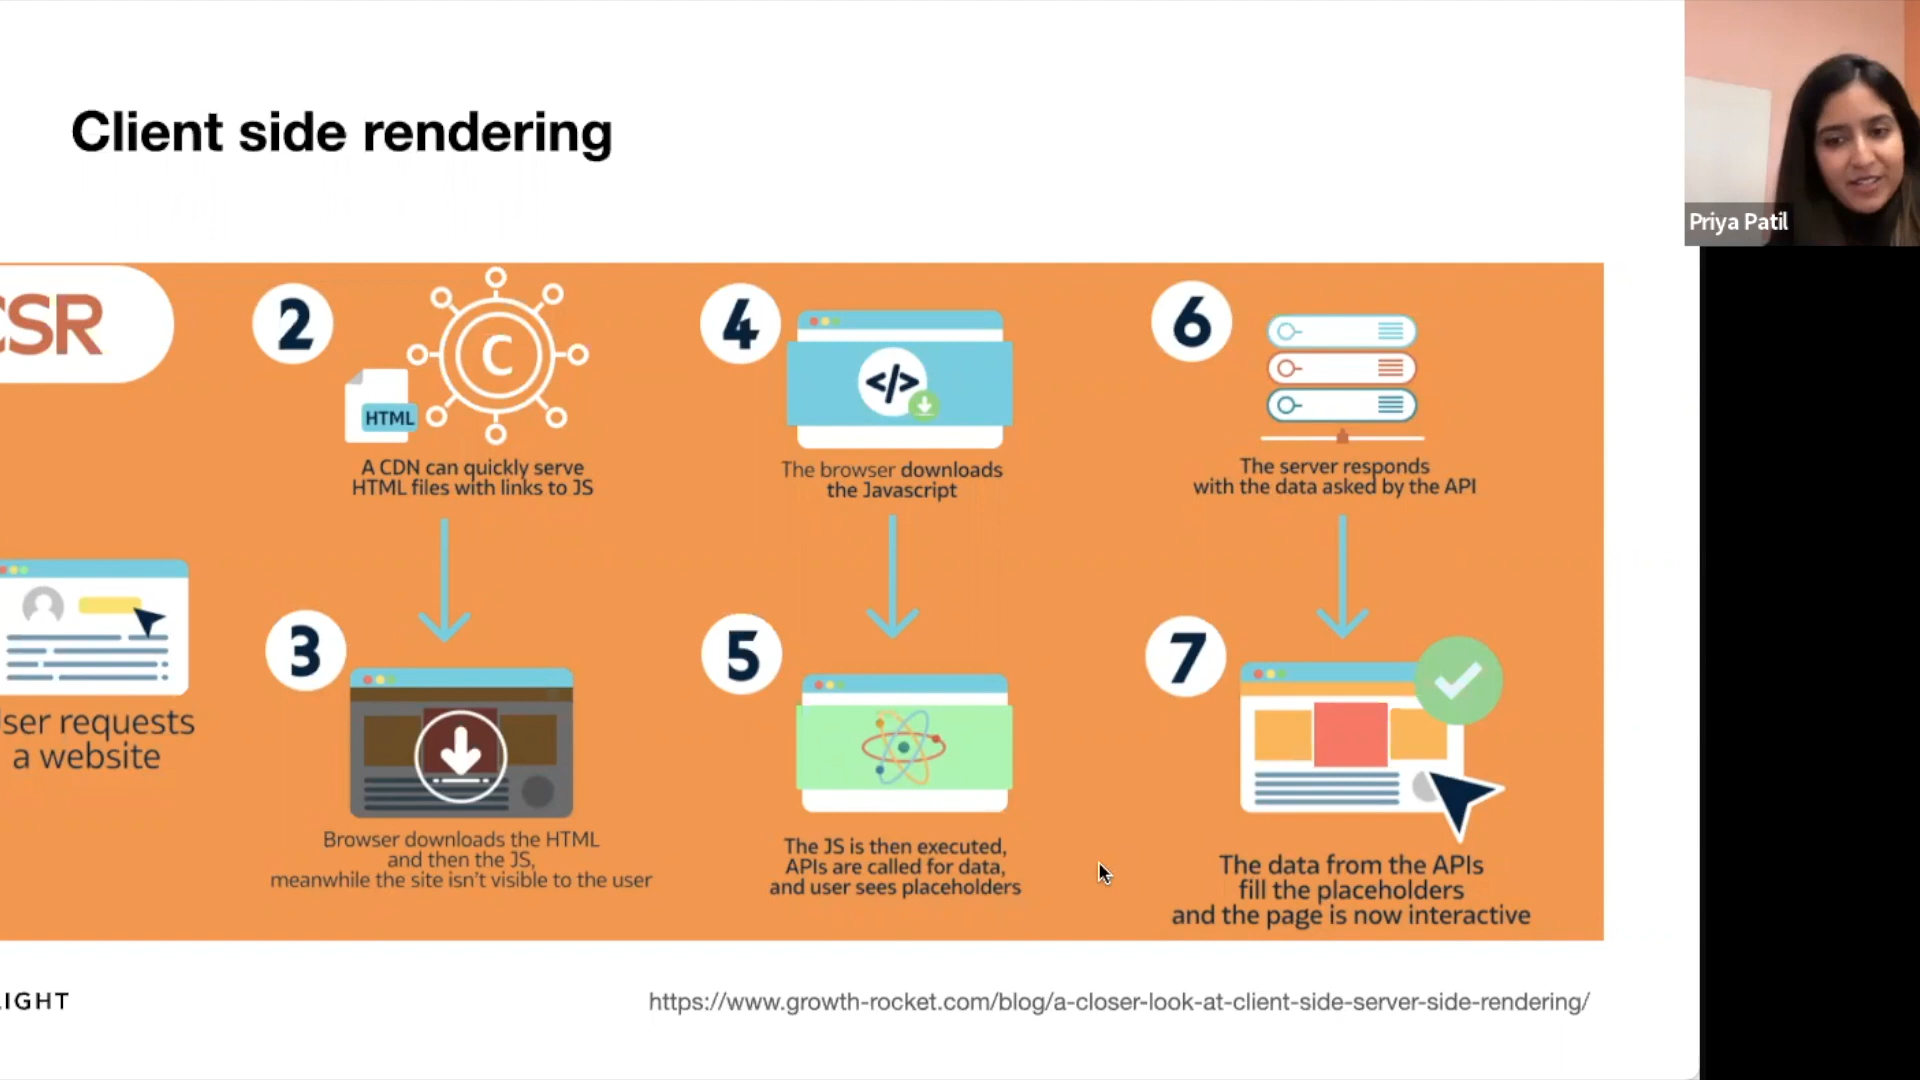 Client side rendering
Priya Patil
CSR
2
C
HTML
A CDN can quickly serve
HTML files with links to JS
3
Browser downloads the HTML
and then the JS,
meanwhile the site isn't visible to the user
ser requests
a website
4
</>
The browser downloads
the Javascript
5
The JS is then executed,
APIs are called for data,
and user sees placeholders
6
The server responds
with the data asked by the API
7
The data from the APIs
fill the placeholders
and the page is now interactive
IGHT
https://www.growth-rocket.com/blog/a-closer-look-at-client-side-server-side-rendering/